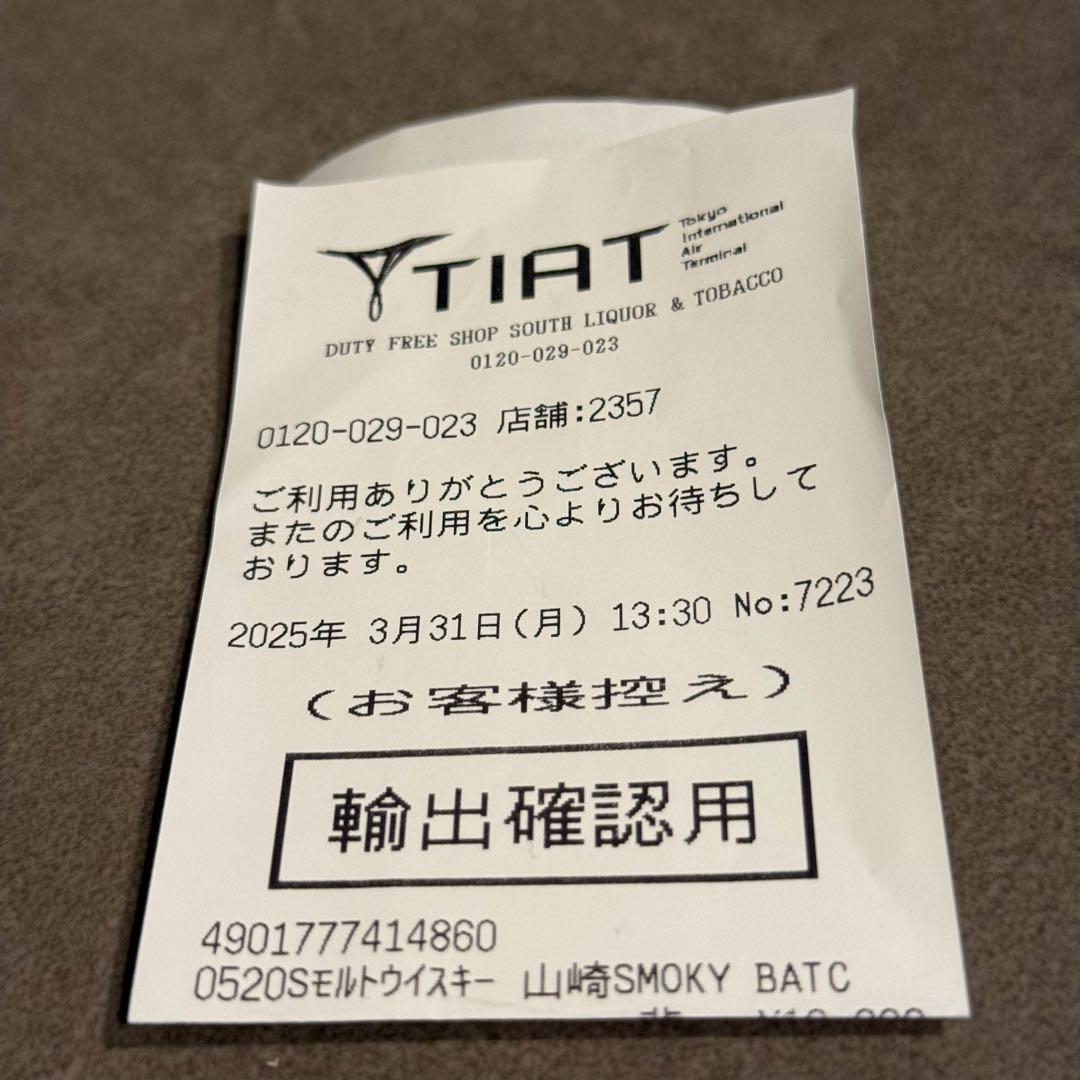 TIAT
Tokyo
International
Air
Terminal
DUTY FREE SHOP SOUTH LIQUOR & TOBACCO
0120-029-023
0120-029-023 店舗:2357
ご利用ありがとうございます。
またのご利用を心よりお待ちして
おります。
2025年 3月31日(月) 13:30 No:7223
(お客様控え)
輸出確認用
4901777414860
0520Sモルトウイスキー 山崎SMOKY BATC